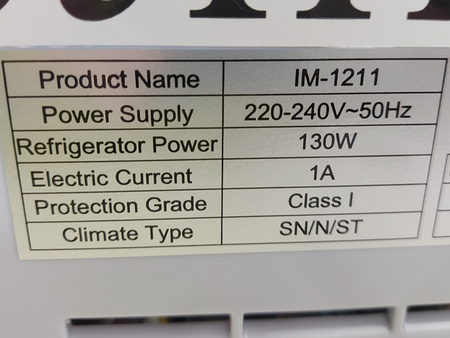 Product Name IM-1211
Power Supply 220-240V~50Hz
Refrigerator Power 130W
Electric Current 1A
Protection Grade Class I
Climate Type SN/N/ST